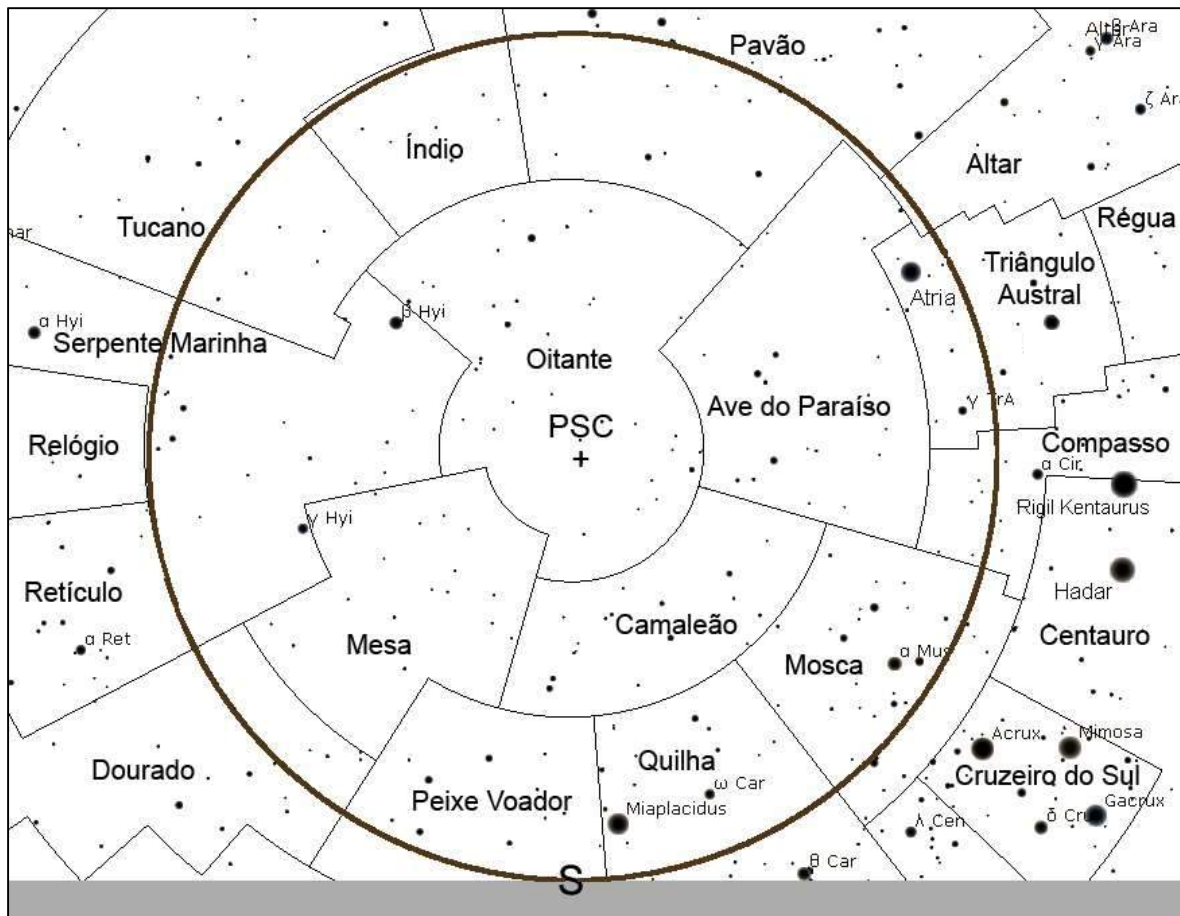 Pavão
β Ara
γ Ara
ζ Ara
Índio
Altar
Tucano
Régua
Triângulo
Austral
Atria
α Hyi
β Hyi
Serpente Marinha
Oitante
Ave do Paraíso
γ TrA
PSC
Relógio
Compasso
α Cir
Rigil Kentaurus
γ Hyi
Retículo
Hadar
α Ret
Mesa
Camaleão
Mosca
α Mus
Centauro
Acrux
Mimosa
Cruzeiro do Sul
Quilha
Dourado
Peixe Voador
ω Car
Miaplacidus
Gacrux
δ Cru
λ Cen
θ Car
S